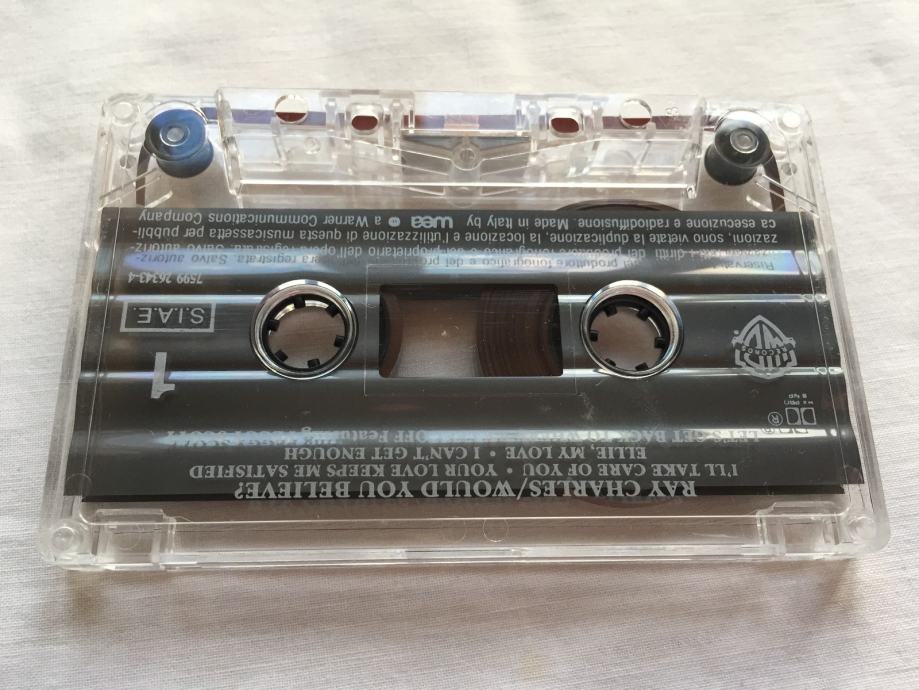 RAY CHARLES/WOULD YOU BELIEVE?
I'LL TAKE CARE OF YOU • YOUR LOVE KEEPS ME SATISFIED
ELLIE, MY LOVE • I CAN'T GET ENOUGH
LET'S GET BACK TO WHERE WE LEFT OFF Featuring PEGGY SCOTT
B NR
RECORDS
1
S.I.A.E.
7599 26343-4
Riservati del produttore fonografico e del proprietario dell'opera registrata. Salvo autoriz-
zazioni, sono vietate la duplicazione, la locazione, e l'utilizzazione di questa musicassetta per pubbli-
ca esecuzione e radiodiffusione. Made in Italy by wea a Warner Communications Company